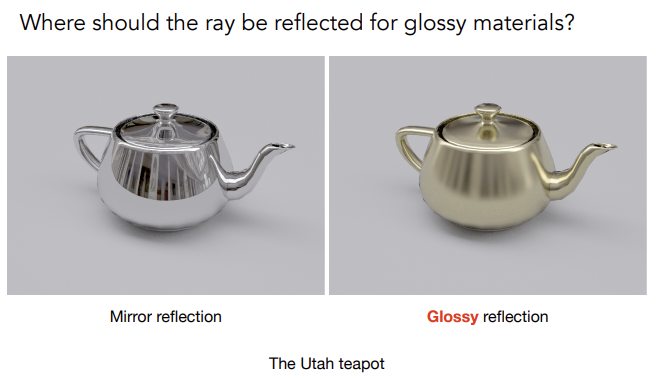 Where should the ray be reflected for glossy materials?
Mirror reflection
Glossy reflection
The Utah teapot